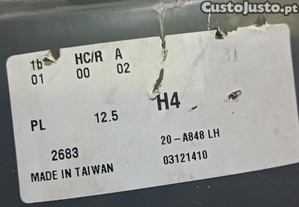 CustoJusto.pt
1b HC/R A
01 00 02
H4
PL 12.5
20-A848 LH
2683
03121410
MADE IN TAIWAN